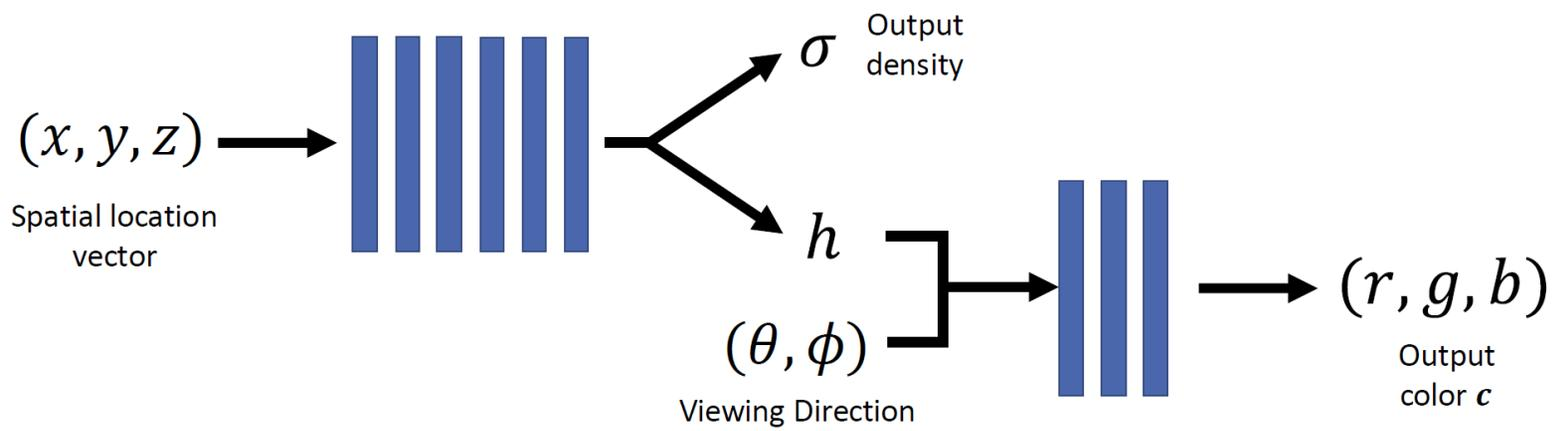 (x, y, z)
Spatial location
vector
σ
Output
density
h
(θ, ϕ)
Viewing Direction
(r, g, b)
Output
color c